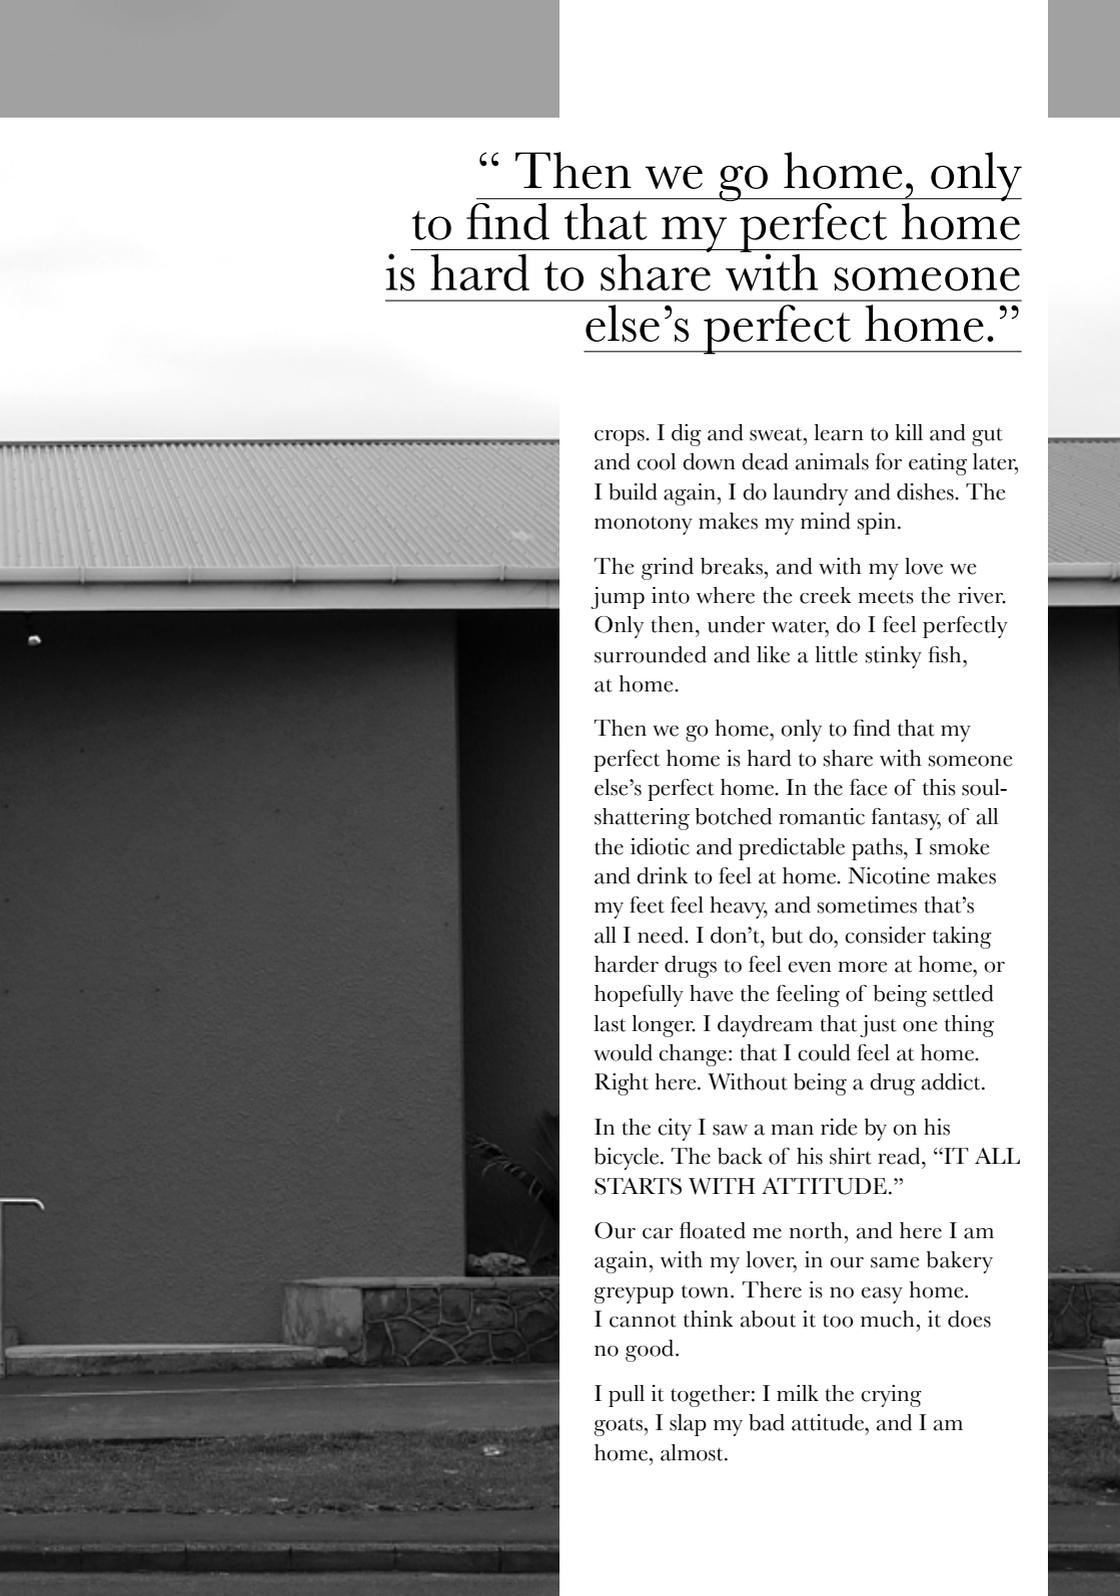 “ Then we go home, only
to find that my perfect home
is hard to share with someone
else’s perfect home.”
crops. I dig and sweat, learn to kill and gut
and cool down dead animals for eating later,
I build again, I do laundry and dishes. The
monotony makes my mind spin.
The grind breaks, and with my love we
jump into where the creek meets the river.
Only then, under water, do I feel perfectly
surrounded and like a little stinky fish,
at home.
Then we go home, only to find that my
perfect home is hard to share with someone
else’s perfect home. In the face of this soul-
shattering botched romantic fantasy, of all
the idiotic and predictable paths, I smoke
and drink to feel at home. Nicotine makes
my feet feel heavy, and sometimes that’s
all I need. I don’t, but do, consider taking
harder drugs to feel even more at home, or
hopefully have the feeling of being settled
last longer. I daydream that just one thing
would change: that I could feel at home.
Right here. Without being a drug addict.
In the city I saw a man ride by on his
bicycle. The back of his shirt read, “IT ALL
STARTS WITH ATTITUDE.”
Our car floated me north, and here I am
again, with my lover, in our same bakery
greypup town. There is no easy home.
I cannot think about it too much, it does
no good.
I pull it together: I milk the crying
goats, I slap my bad attitude, and I am
home, almost.